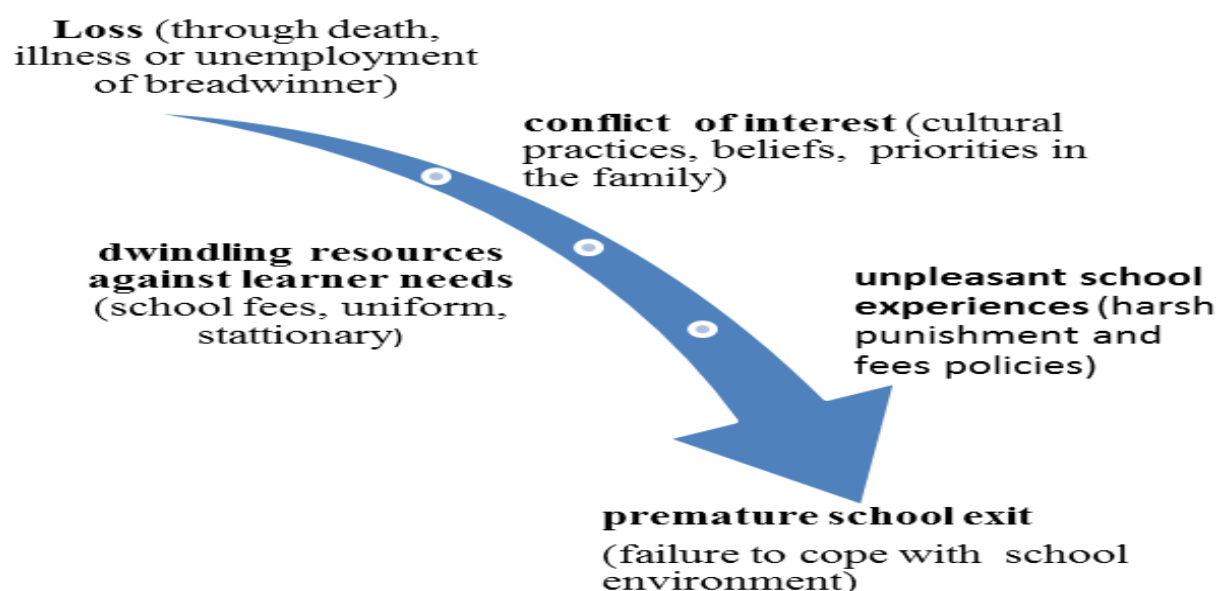 Loss (through death,
illness or unemployment
of breadwinner)
conflict of interest (cultural
practices, beliefs, priorities in
the family)
dwindling resources
against learner needs
(school fees, uniform,
stattionary)
unpleasant school
experiences (harsh
punishment and
fees policies)
premature school exit
(failure to cope with school
environment)